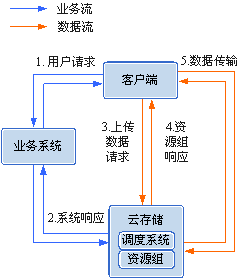 业务流
数据流
1. 用户请求
5.数据传输
客户端
3.上传
数据
请求
4.资
源组
响应
业务系统
2.系统响应
云存储
调度系统
资源组